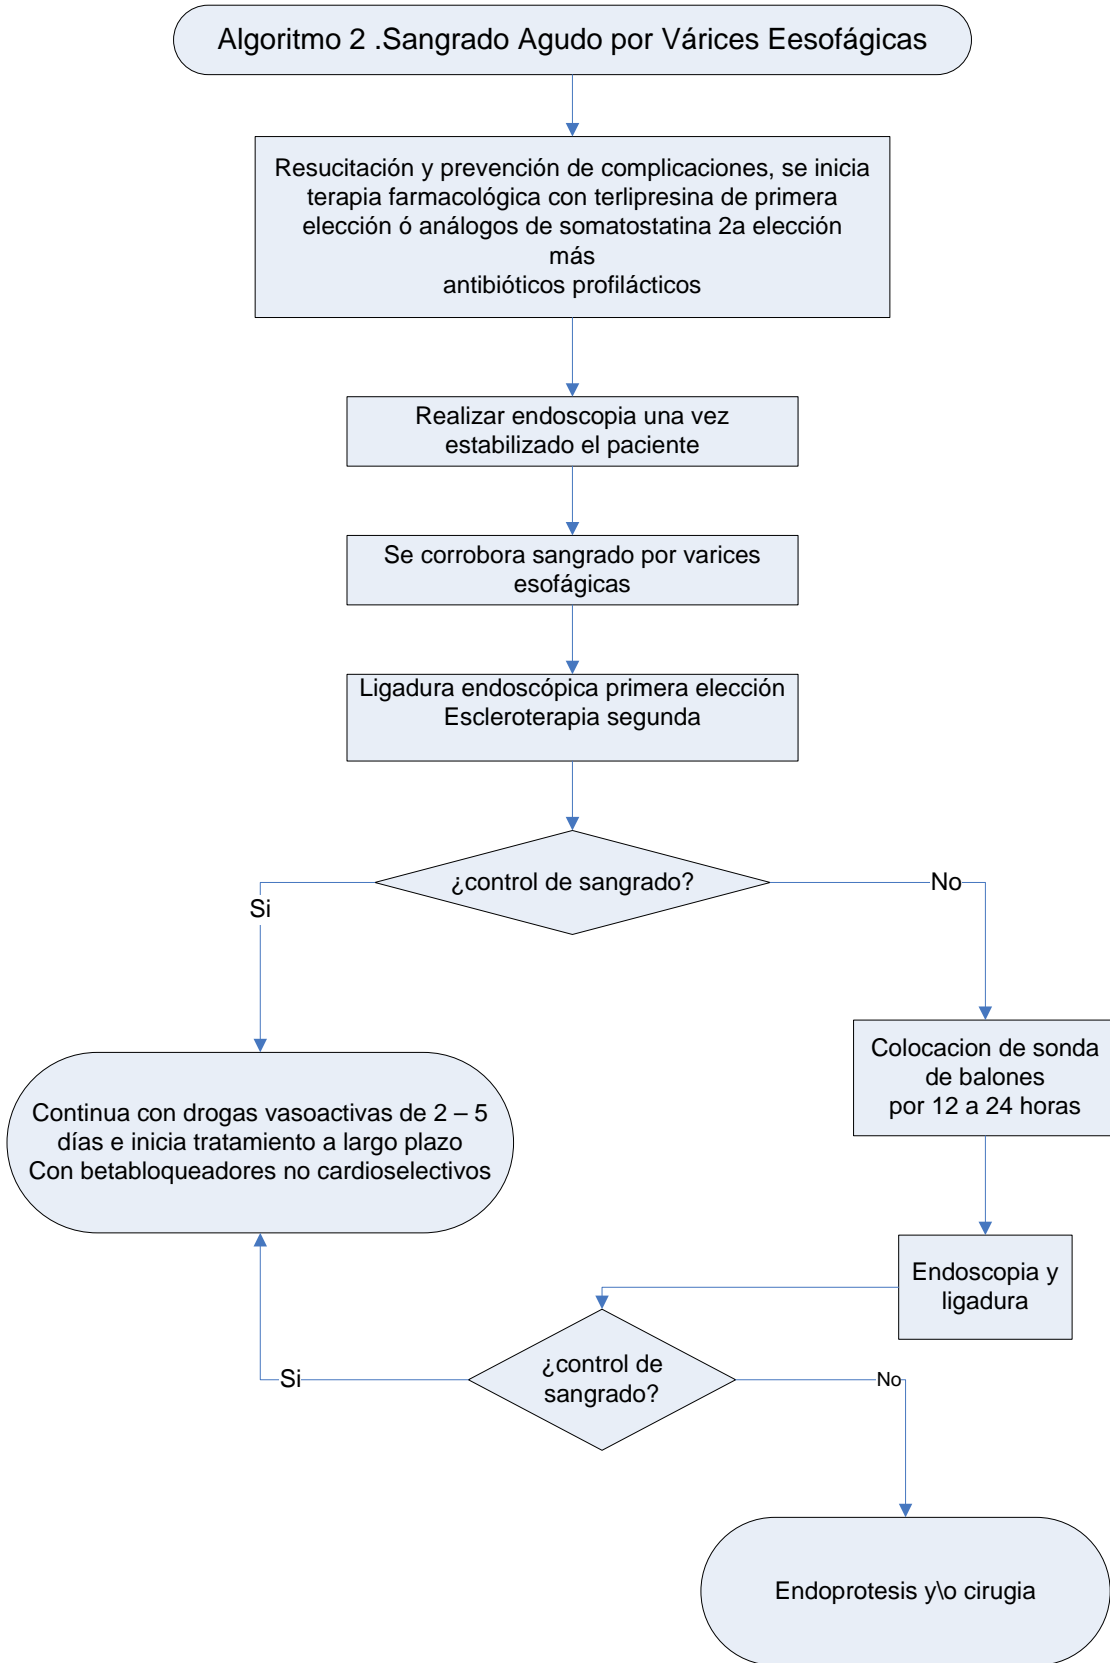 Algoritmo 2 .Sangrado Agudo por Várices Eesofágicas
Resucitación y prevención de complicaciones, se inicia
terapia farmacológica con terlipresina de primera
elección ó análogos de somatostatina 2a elección
más
antibióticos profilácticos
Realizar endoscopia una vez
estabilizado el paciente
Se corrobora sangrado por varices
esofágicas
Ligadura endoscópica primera elección
Escleroterapia segunda
¿control de sangrado?
Si
No
Colocacion de sonda
de balones
por 12 a 24 horas
Continua con drogas vasoactivas de 2 – 5
días e inicia tratamiento a largo plazo
Con betabloqueadores no cardioselectivos
Endoscopia y
ligadura
¿control de
sangrado?
Si
No
Endoprotesis y\o cirugia